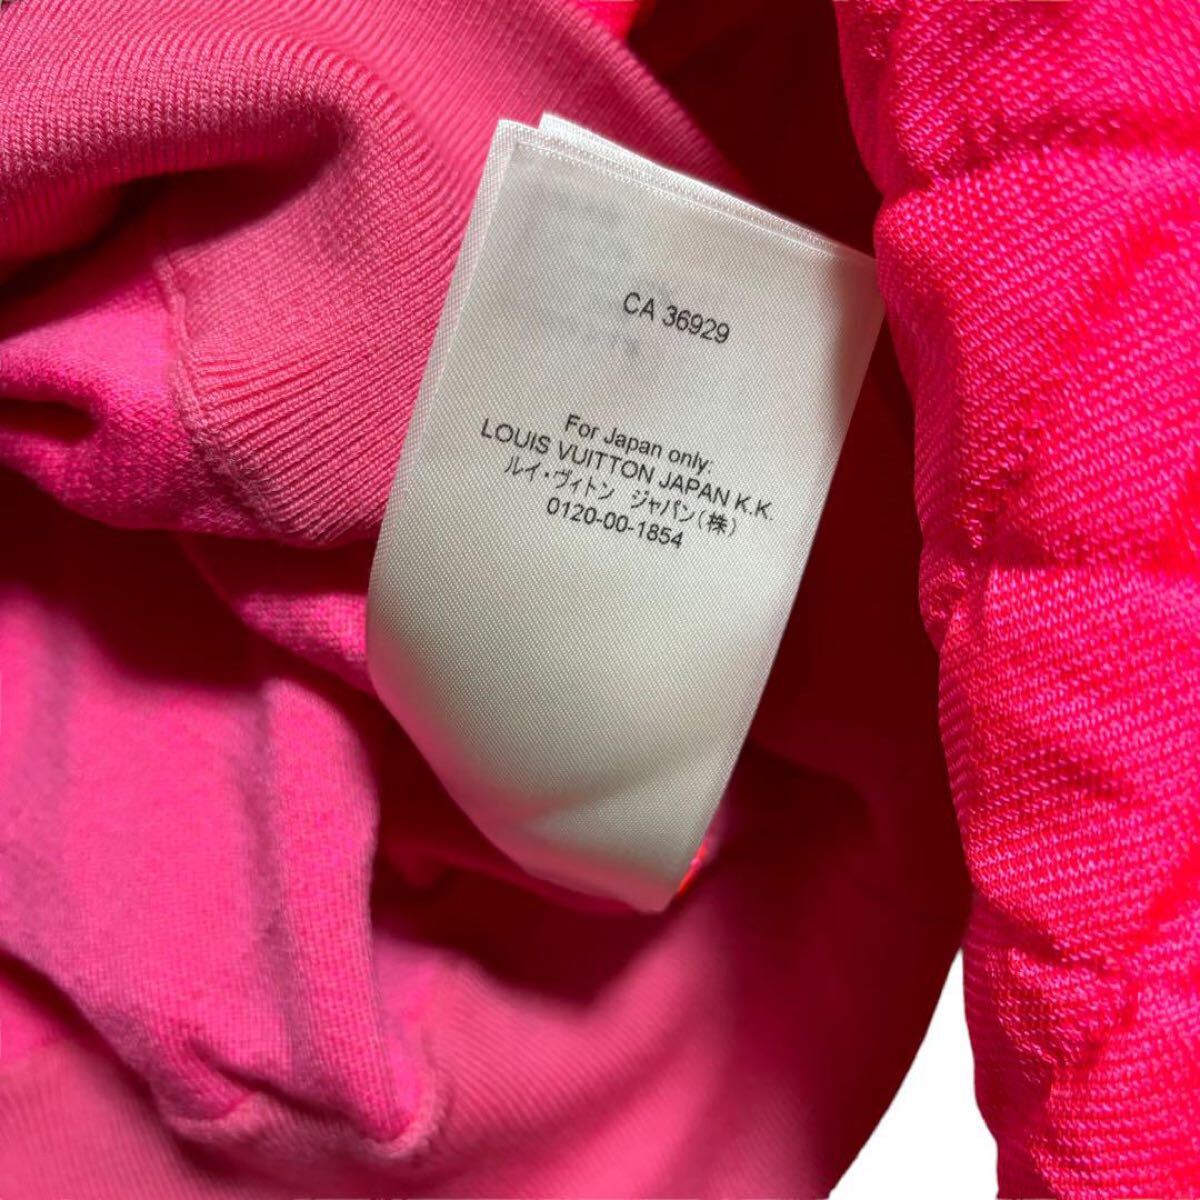 CA 36929
For Japan only:
LOUIS VUITTON JAPAN K.K.
ルイ・ヴィトン ジャパン(株)
0120-00-1854